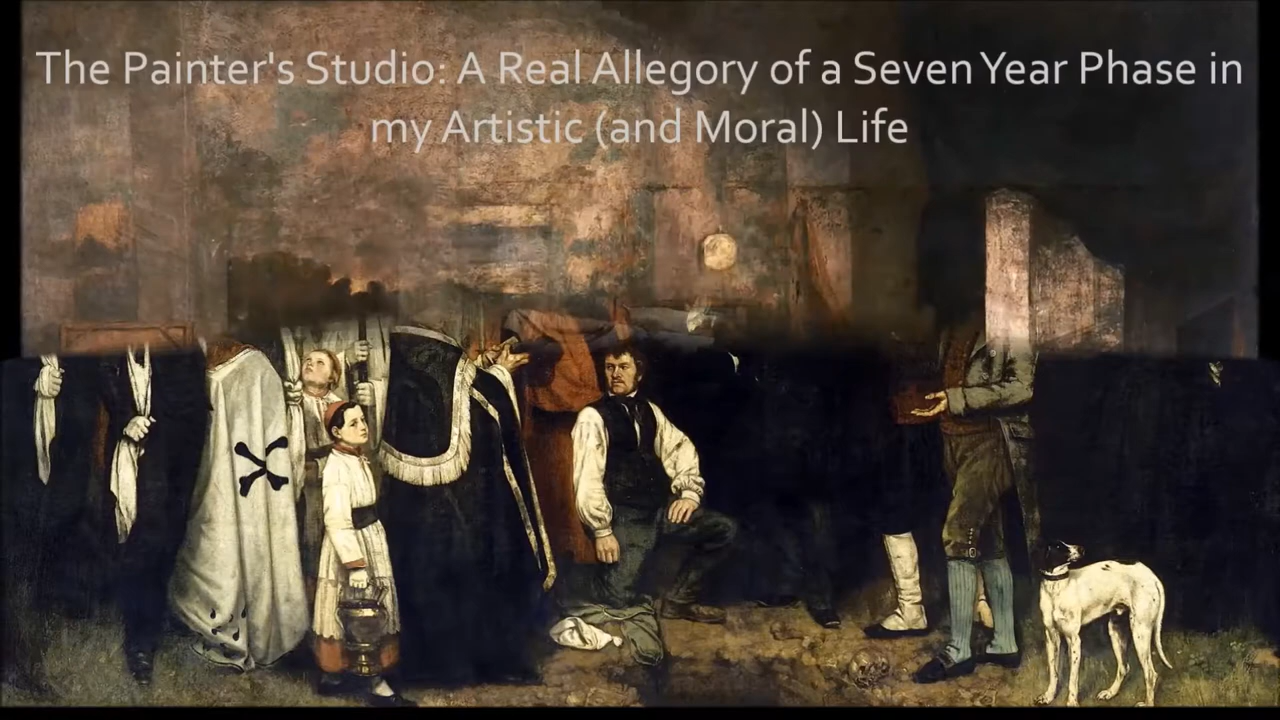 The Painter's Studio: A Real Allegory of a Seven Year Phase in
my Artistic (and Moral) Life